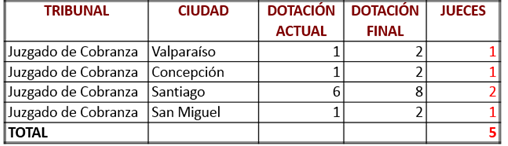 TRIBUNAL CIUDAD DOTACIÓN ACTUAL DOTACIÓN FINAL JUECES
Juzgado de Cobranza Valparaíso 1 2 1
Juzgado de Cobranza Concepción 1 2 1
Juzgado de Cobranza Santiago 6 8 2
Juzgado de Cobranza San Miguel 1 2 1
TOTAL 5